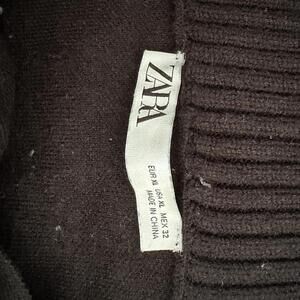 ZARA
EUR XL USA XL MEX 32
MADE IN CHINA